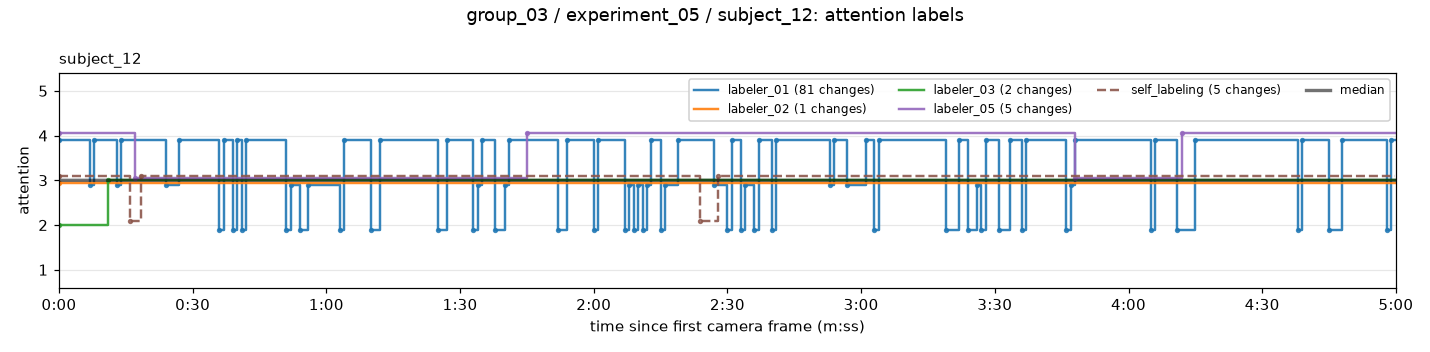 group_03 / experiment_05 / subject_12: attention labels
subject_12
labeler_01 (81 changes)
labeler_02 (1 changes)
labeler_03 (2 changes)
labeler_05 (5 changes)
self_labeling (5 changes)
median
attention
5
4
3
2
1
0:00 0:30 1:00 1:30 2:00 2:30 3:00 3:30 4:00 4:30 5:00
time since first camera frame (m:ss)